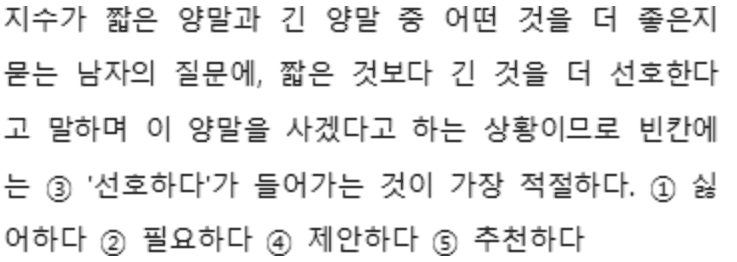 지수가 짧은 양말과 긴 양말 중 어떤 것을 더 좋은지
묻는 남자의 질문에, 짧은 것보다 긴 것을 더 선호한다
고 말하며 이 양말을 사겠다고 하는 상황이므로 빈칸에
는 ③ '선호하다'가 들어가는 것이 가장 적절하다. ① 싫
어하다 ② 필요하다 ④ 제안하다 ⑤ 추천하다